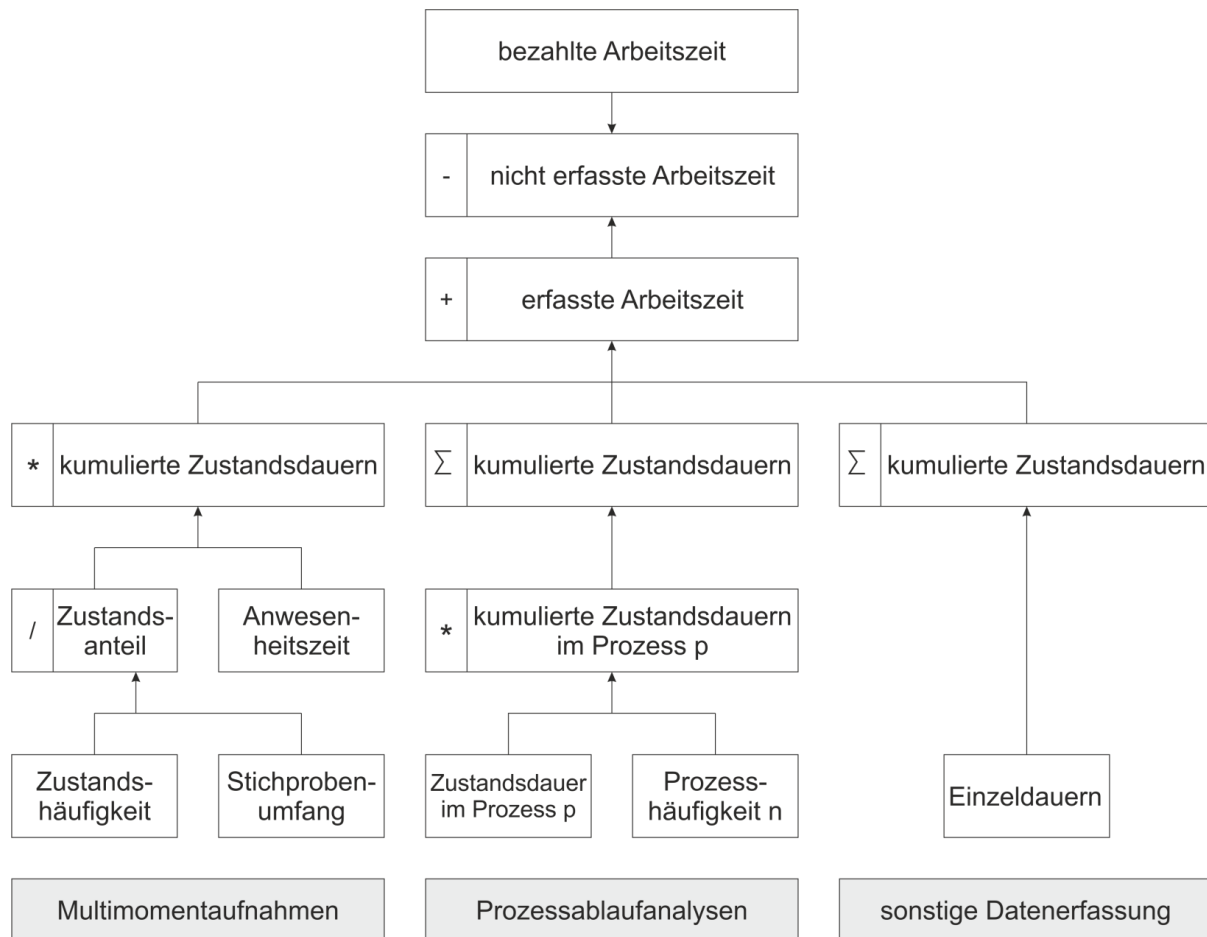 bezahlte Arbeitszeit
- nicht erfasste Arbeitszeit
+ erfasste Arbeitszeit
* kumulierte Zustandsdauern
∑ kumulierte Zustandsdauern
∑ kumulierte Zustandsdauern
/ Zustands-
anteil
Anwesen-
heitszeit
* kumulierte Zustandsdauern
im Prozess p
Zustands-
häufigkeit
Stichproben-
umfang
Zustandsdauer
im Prozess p
Prozess-
häufigkeit n
Einzeldauern
Multimomentaufnahmen
Prozessablaufanalysen
sonstige Datenerfassung